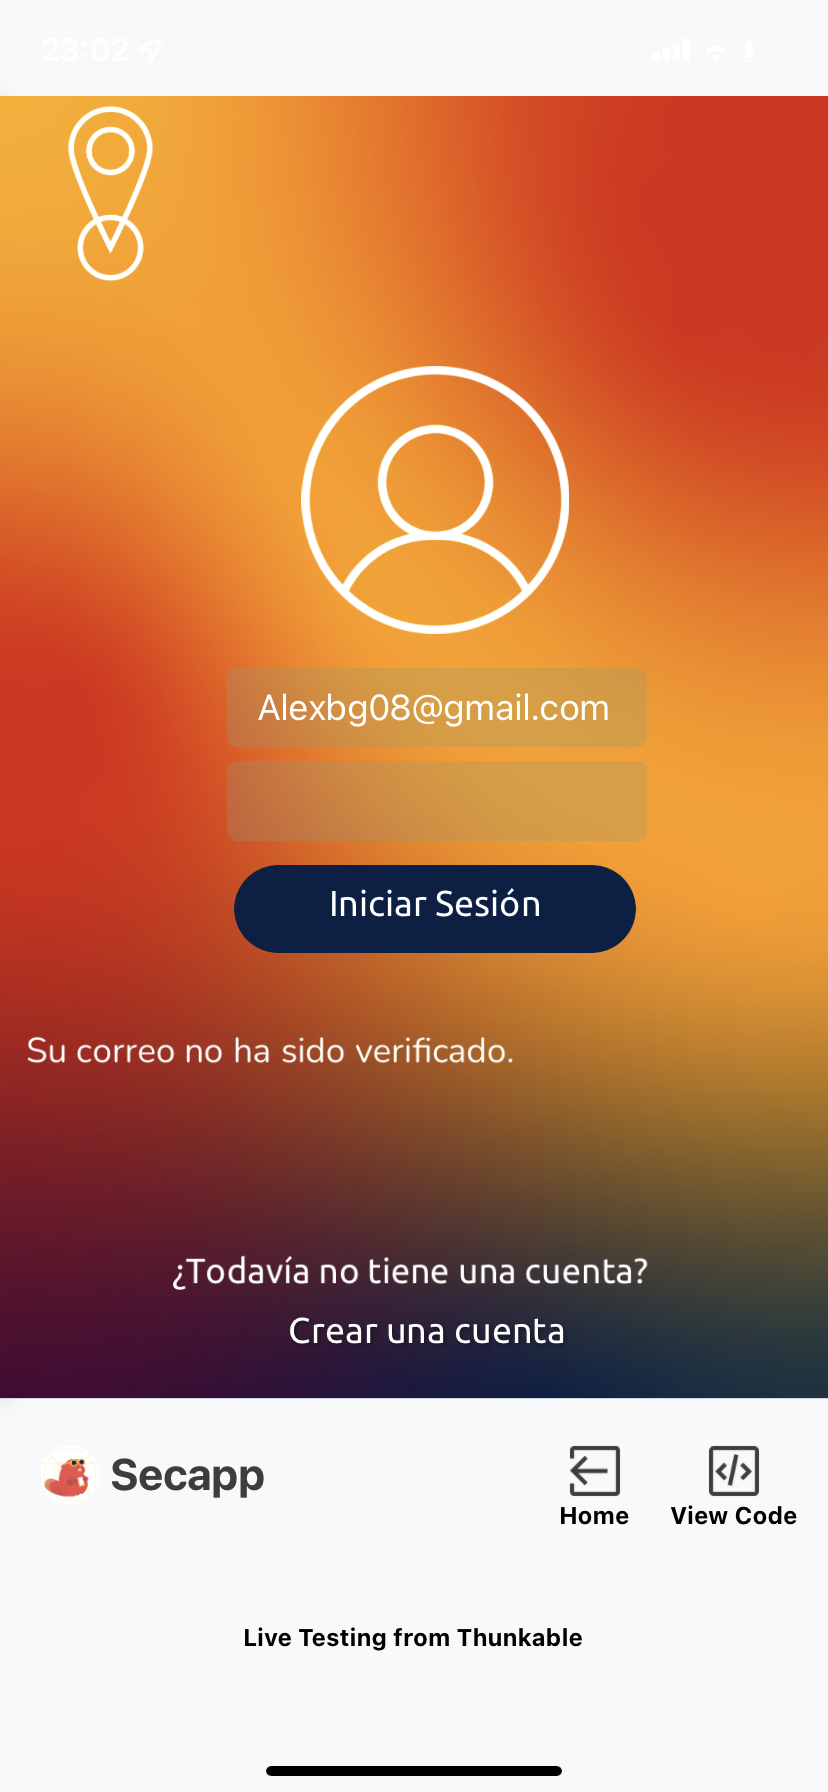 23:02
Alexbg08@gmail.com
Iniciar Sesión
Su correo no ha sido verificado.
¿Todavía no tiene una cuenta?
Crear una cuenta
Secapp
Home
View Code
Live Testing from Thunkable